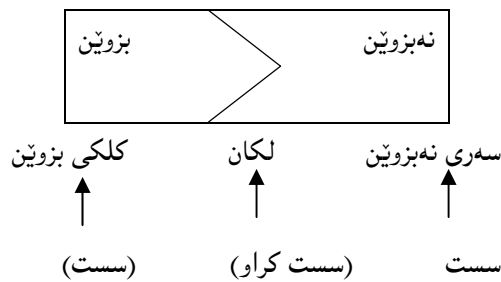 نەبزوێن بزوێن
سەری نەبزوێن لکان کلکی بزوێن
سست (سست کراو) (سست)